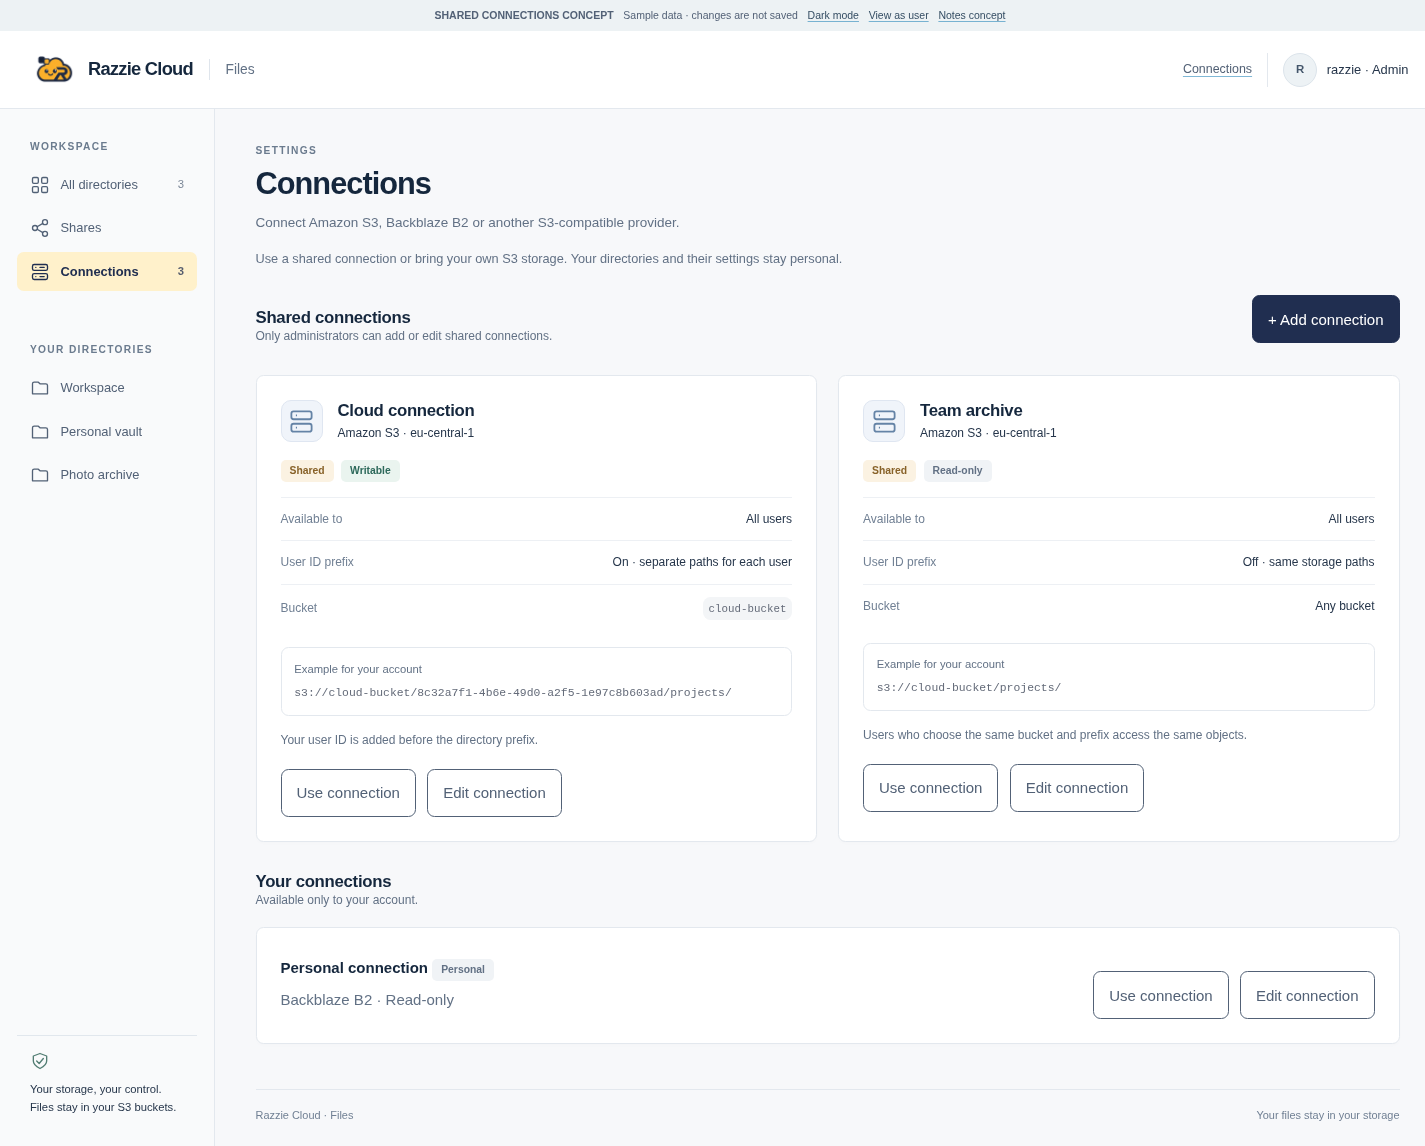 SHARED CONNECTIONS CONCEPT Sample data · changes are not saved Dark mode View as user Notes concept
Razzie Cloud Files
Connections R razzie · Admin
WORKSPACE
All directories 3
Shares
Connections 3
YOUR DIRECTORIES
Workspace
Personal vault
Photo archive
Your storage, your control.
Files stay in your S3 buckets.
SETTINGS
Connections
Connect Amazon S3, Backblaze B2 or another S3-compatible provider.
Use a shared connection or bring your own S3 storage. Your directories and their settings stay personal.
Shared connections
Only administrators can add or edit shared connections.
+ Add connection
Cloud connection
Amazon S3 · eu-central-1
Shared Writable
Available to All users
User ID prefix On · separate paths for each user
Bucket cloud-bucket
Example for your account
s3://cloud-bucket/8c32a7f1-4b6e-49d0-a2f5-1e97c8b603ad/projects/
Your user ID is added before the directory prefix.
Use connection Edit connection
Team archive
Amazon S3 · eu-central-1
Shared Read-only
Available to All users
User ID prefix Off · same storage paths
Bucket Any bucket
Example for your account
s3://cloud-bucket/projects/
Users who choose the same bucket and prefix access the same objects.
Use connection Edit connection
Your connections
Available only to your account.
Personal connection Personal
Backblaze B2 · Read-only
Use connection Edit connection
Razzie Cloud · Files
Your files stay in your storage